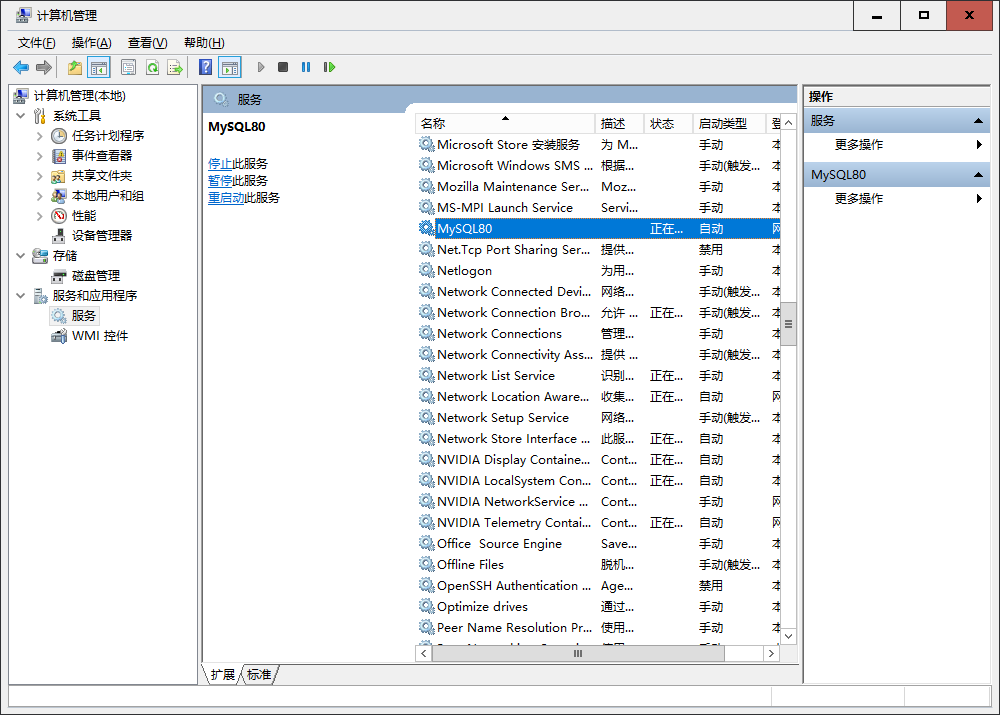 计算机管理
文件(F) 操作(A) 查看(V) 帮助(H)
计算机管理(本地)
系统工具
任务计划程序
事件查看器
共享文件夹
本地用户和组
性能
设备管理器
存储
磁盘管理
服务和应用程序
服务
WMI 控件
服务
MySQL80
停止此服务
暂停此服务
重启动此服务
名称 描述 状态 启动类型
Microsoft Store 安装服务 为 M... 手动 本
Microsoft Windows SMS ... 根据... 手动(触发... 本
Mozilla Maintenance Ser... Moz... 手动 本
MS-MPI Launch Service Servi... 手动 本
MySQL80 正在... 自动 网
Net.Tcp Port Sharing Ser... 提供... 禁用 本
Netlogon 为用... 手动 本
Network Connected Devi... 网络... 手动(触发... 本
Network Connection Bro... 允许 ... 正在... 手动(触发... 本
Network Connections 管理... 手动 本
Network Connectivity Ass... 提供 ... 手动(触发... 本
Network List Service 识别... 正在... 手动 本
Network Location Aware... 收集... 正在... 自动 网
Network Setup Service 网络... 手动(触发... 本
Network Store Interface ... 此服... 正在... 自动 本
NVIDIA Display Containe... Cont... 正在... 自动 本
NVIDIA LocalSystem Con... Cont... 正在... 自动 本
NVIDIA NetworkService ... Cont... 手动 网
NVIDIA Telemetry Contai... Cont... 正在... 自动 网
Office  Source Engine Save... 手动 本
Offline Files 脱机... 手动(触发... 本
OpenSSH Authentication ... Age... 禁用 本
Optimize drives 通过... 手动 本
Peer Name Resolution Pr... 使用... 手动 本
扩展 标准
操作
服务
更多操作
MySQL80
更多操作